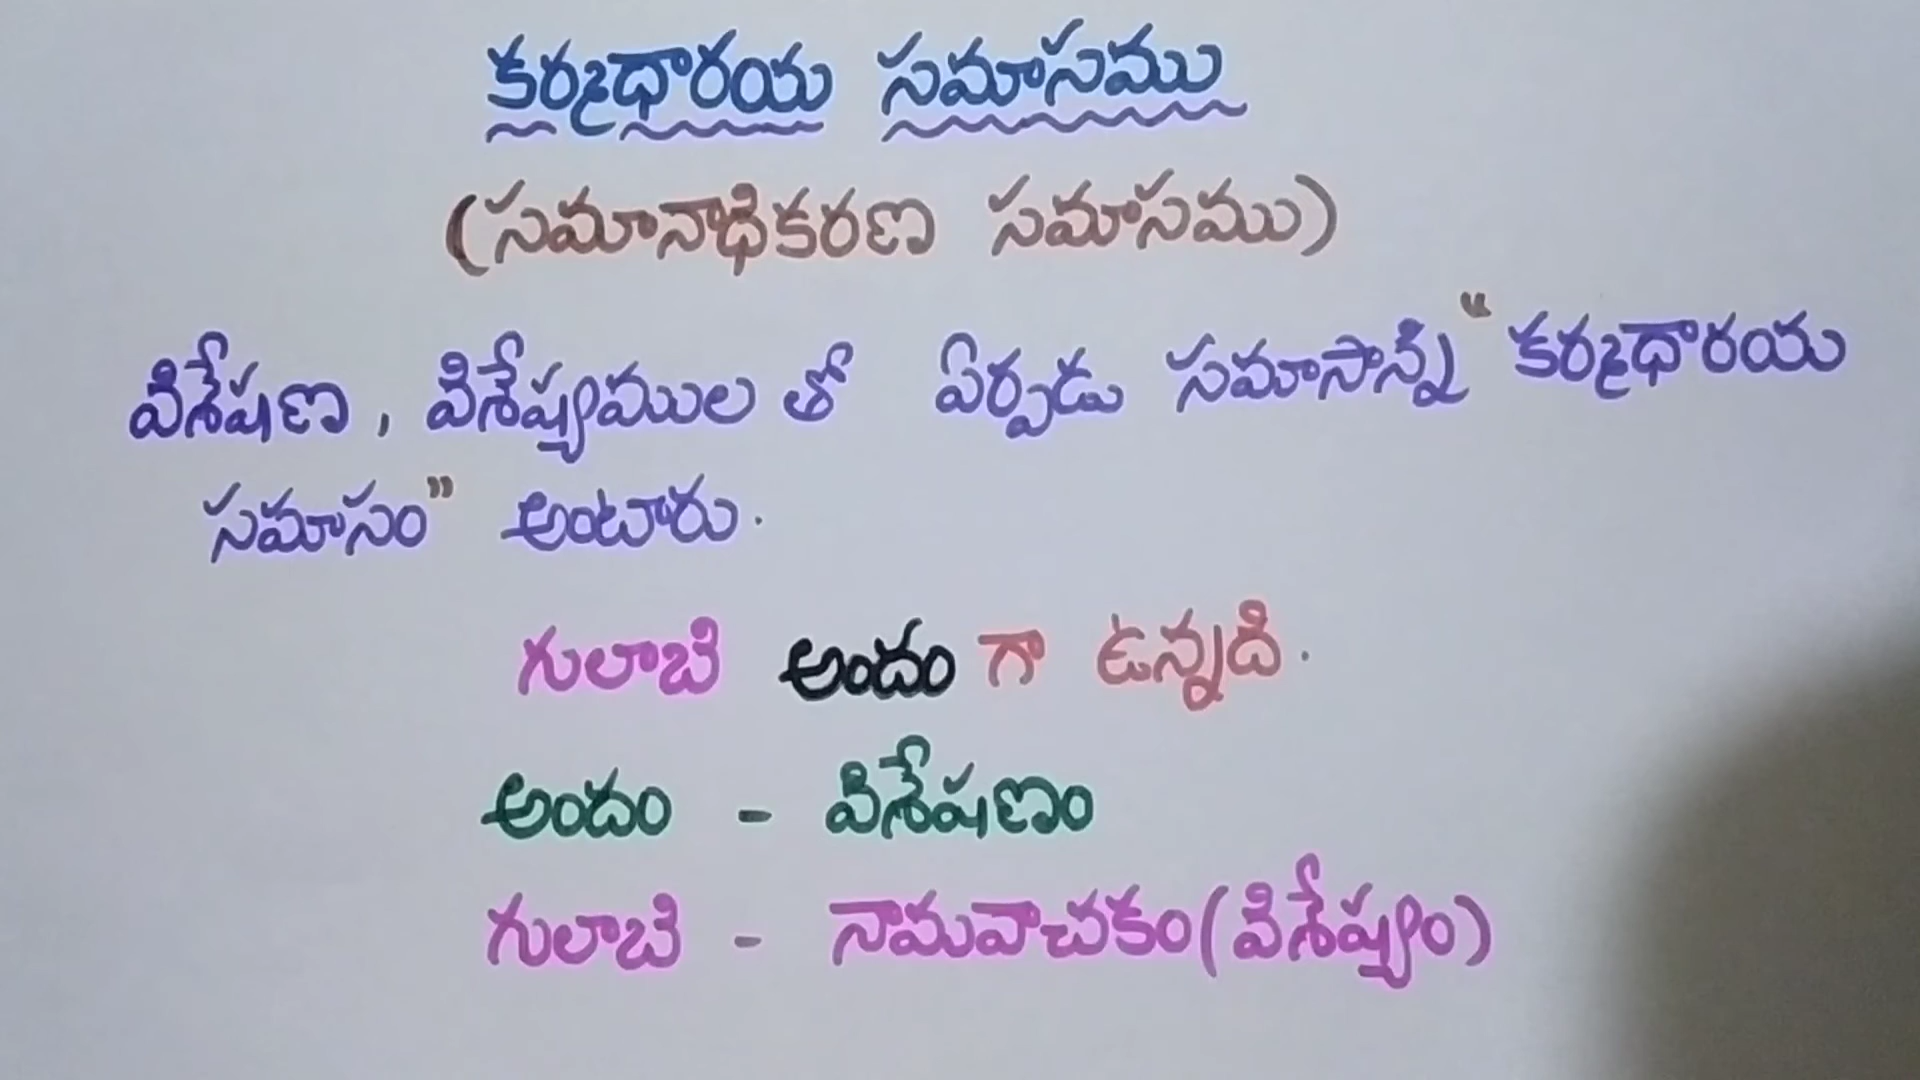 కర్మధారయ సమాసము
(సమానాధికరణ సమాసము)
విశేషణ, విశేష్యముల తో ఏర్పడు సమాసాన్ని "కర్మధారయ
సమాసం" అంటారు.
గులాబి అందం గా ఉన్నది.
అందం - విశేషణం
గులాబి - నామవాచకం(విశేష్యం)